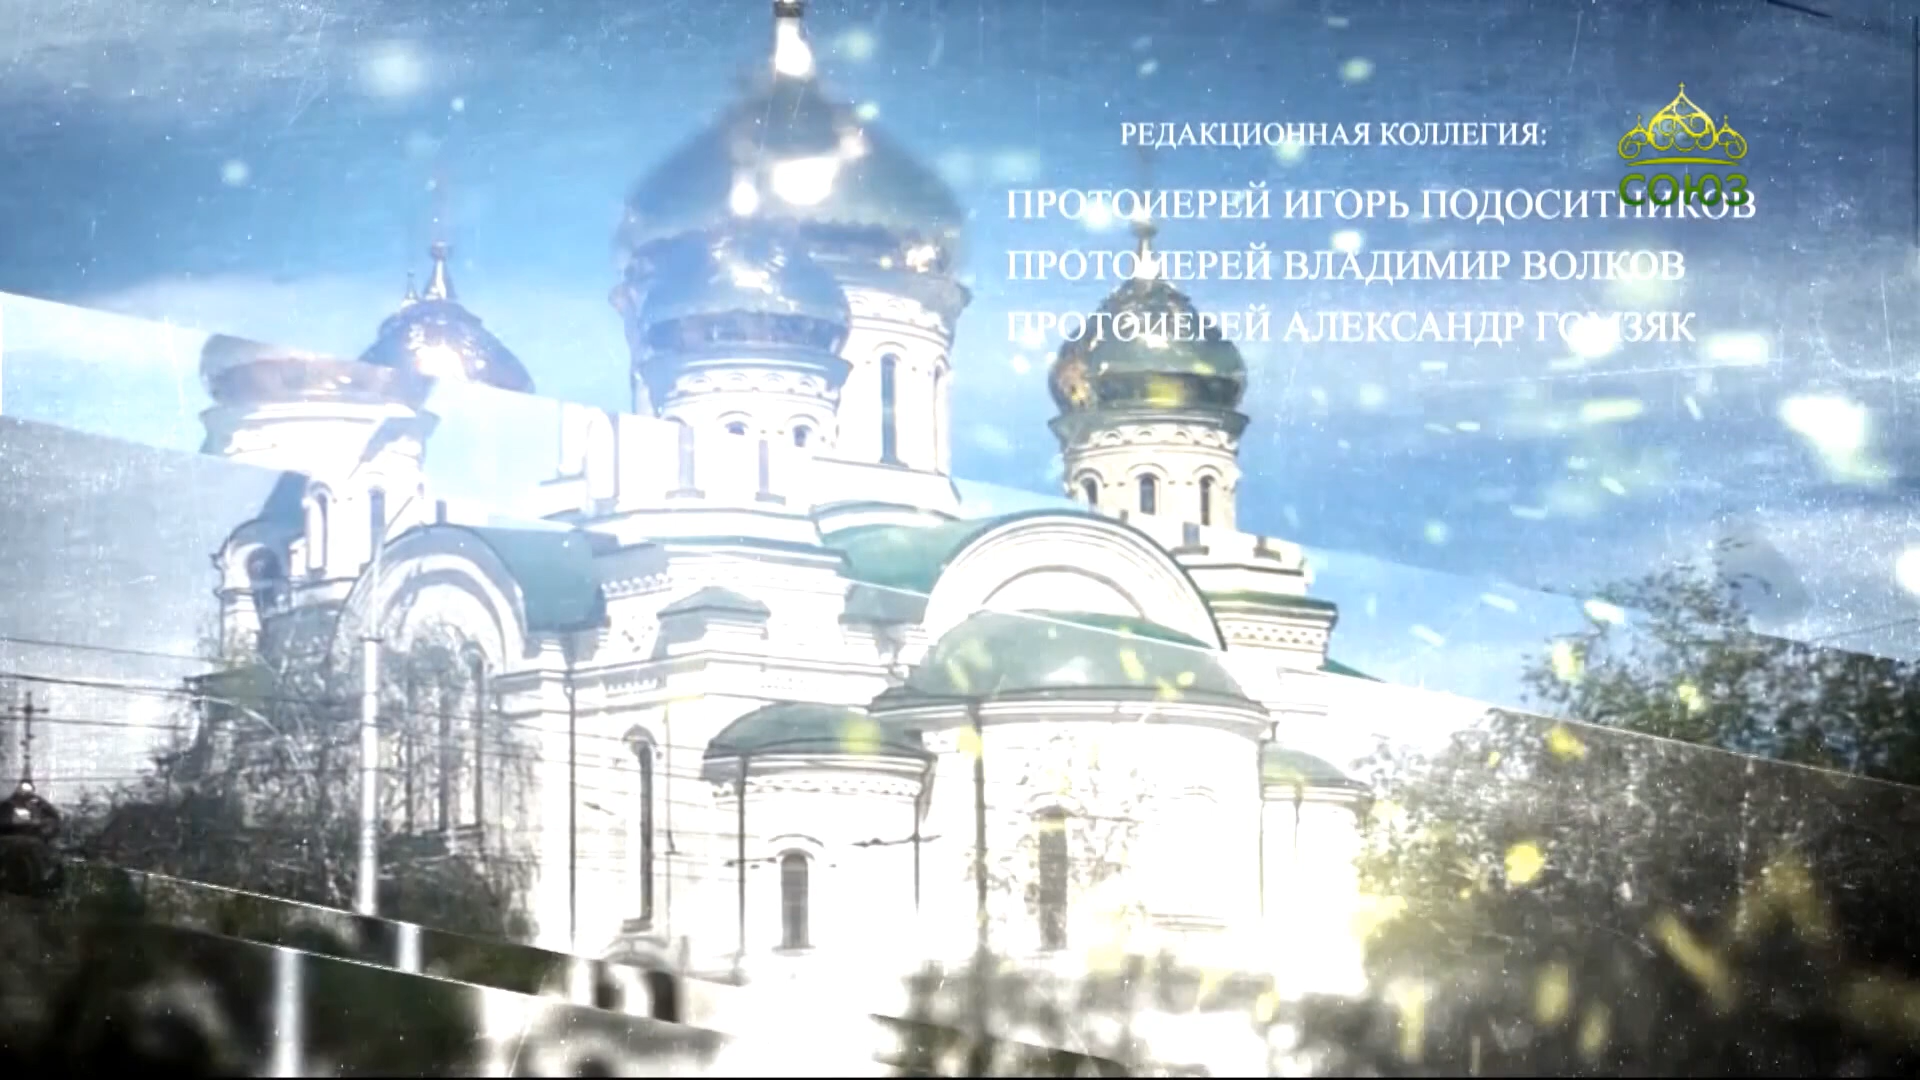 РЕДАКЦИОННАЯ КОЛЛЕГИЯ:
СОЮЗ
ПРОТОИЕРЕЙ ИГОРЬ ПОДОСИТНИКОВ
ПРОТОИЕРЕЙ ВЛАДИМИР ВОЛКОВ
ПРОТОИЕРЕЙ АЛЕКСАНДР ГОМЗЯК